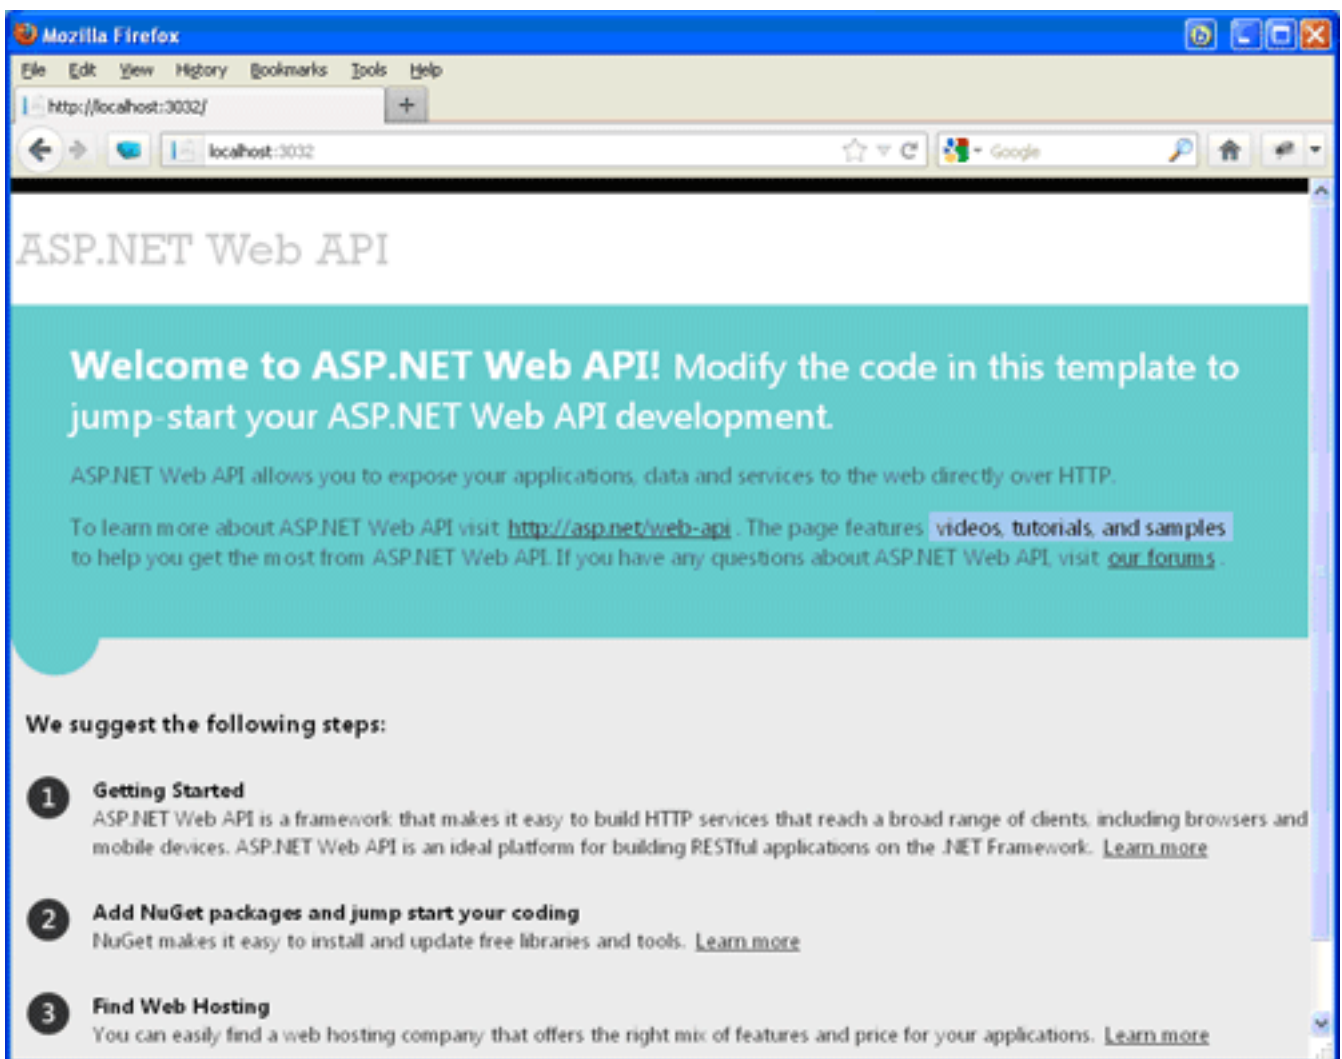 Mozilla Firefox
File Edit View History Bookmarks Tools Help
http://localhost:3032/ +
localhost:3032 Google
ASP.NET Web API
Welcome to ASP.NET Web API! Modify the code in this template to
jump-start your ASP.NET Web API development.
ASP.NET Web API allows you to expose your applications, data and services to the web directly over HTTP.
To learn more about ASP.NET Web API visit http://asp.net/web-api . The page features videos, tutorials, and samples
to help you get the most from ASP.NET Web API. If you have any questions about ASP.NET Web API, visit our forums .
We suggest the following steps:
1 Getting Started
ASP.NET Web API is a framework that makes it easy to build HTTP services that reach a broad range of clients, including browsers and
mobile devices. ASP.NET Web API is an ideal platform for building RESTful applications on the .NET Framework. Learn more
2 Add NuGet packages and jump start your coding
NuGet makes it easy to install and update free libraries and tools. Learn more
3 Find Web Hosting
You can easily find a web hosting company that offers the right mix of features and price for your applications. Learn more